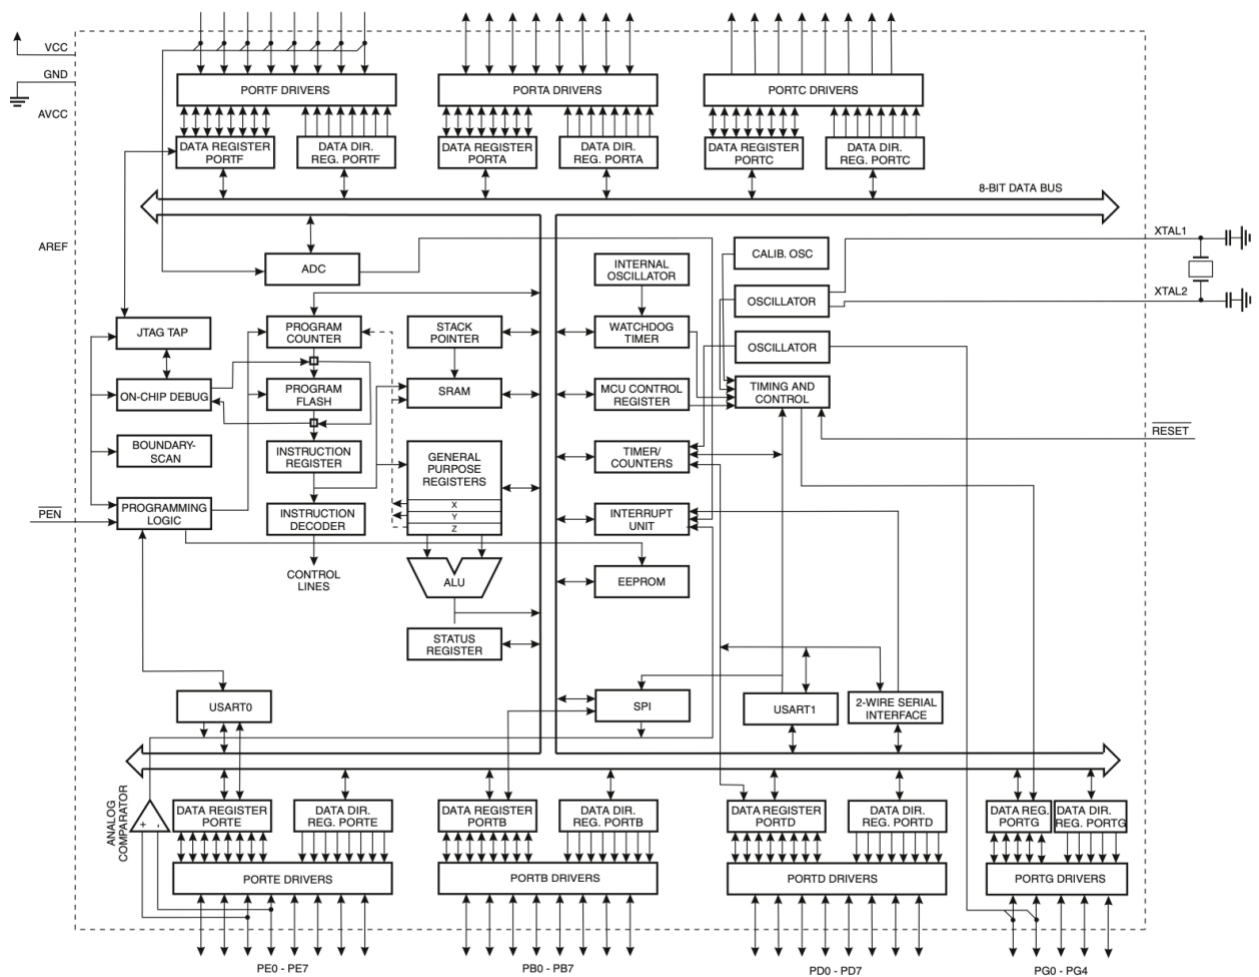 VCC
GND
AVCC
AREF
PORTF DRIVERS
PORTA DRIVERS
PORTC DRIVERS
DATA REGISTER
PORTF
DATA DIR.
REG. PORTF
DATA REGISTER
PORTA
DATA DIR.
REG. PORTA
DATA REGISTER
PORTC
DATA DIR.
REG. PORTC
8-BIT DATA BUS
XTAL1
XTAL2
ADC
INTERNAL
OSCILLATOR
CALIB. OSC
OSCILLATOR
JTAG TAP
PROGRAM
COUNTER
STACK
POINTER
WATCHDOG
TIMER
OSCILLATOR
ON-CHIP DEBUG
PROGRAM
FLASH
SRAM
MCU CONTROL
REGISTER
TIMING AND
CONTROL
RESET
BOUNDARY-
SCAN
INSTRUCTION
REGISTER
GENERAL
PURPOSE
REGISTERS
X
Y
Z
TIMER/
COUNTERS
PEN
PROGRAMMING
LOGIC
INSTRUCTION
DECODER
INTERRUPT
UNIT
CONTROL
LINES
ALU
EEPROM
STATUS
REGISTER
USART0
SPI
USART1
2-WIRE SERIAL
INTERFACE
ANALOG
COMPARATOR
+
-
DATA REGISTER
PORTE
DATA DIR.
REG. PORTE
DATA REGISTER
PORTB
DATA DIR.
REG. PORTB
DATA REGISTER
PORTD
DATA DIR.
REG. PORTD
DATA REG.
PORTG
DATA DIR.
REG. PORTG
PORTE DRIVERS
PORTB DRIVERS
PORTD DRIVERS
PORTG DRIVERS
PE0 - PE7
PB0 - PB7
PD0 - PD7
PG0 - PG4